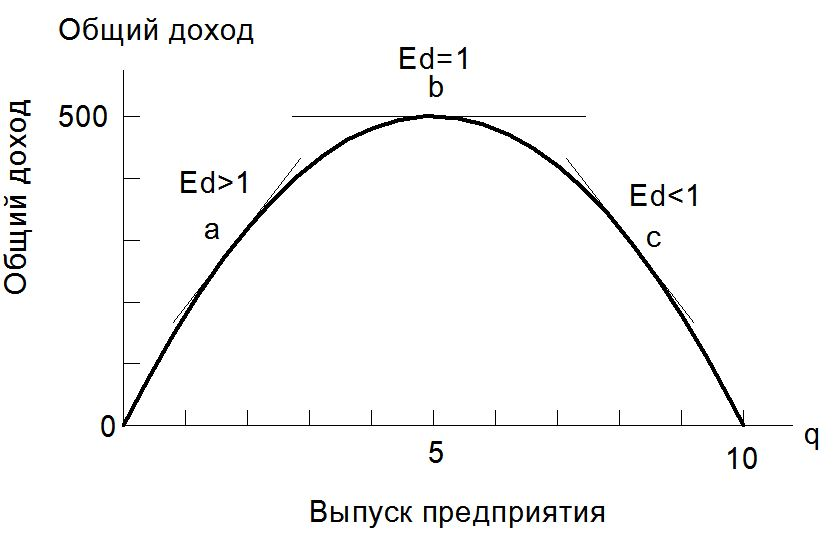 Общий доход
Ed=1
b
500
Общий доход
Ed>1
a
Ed<1
c
0
q
5
10
Выпуск предприятия